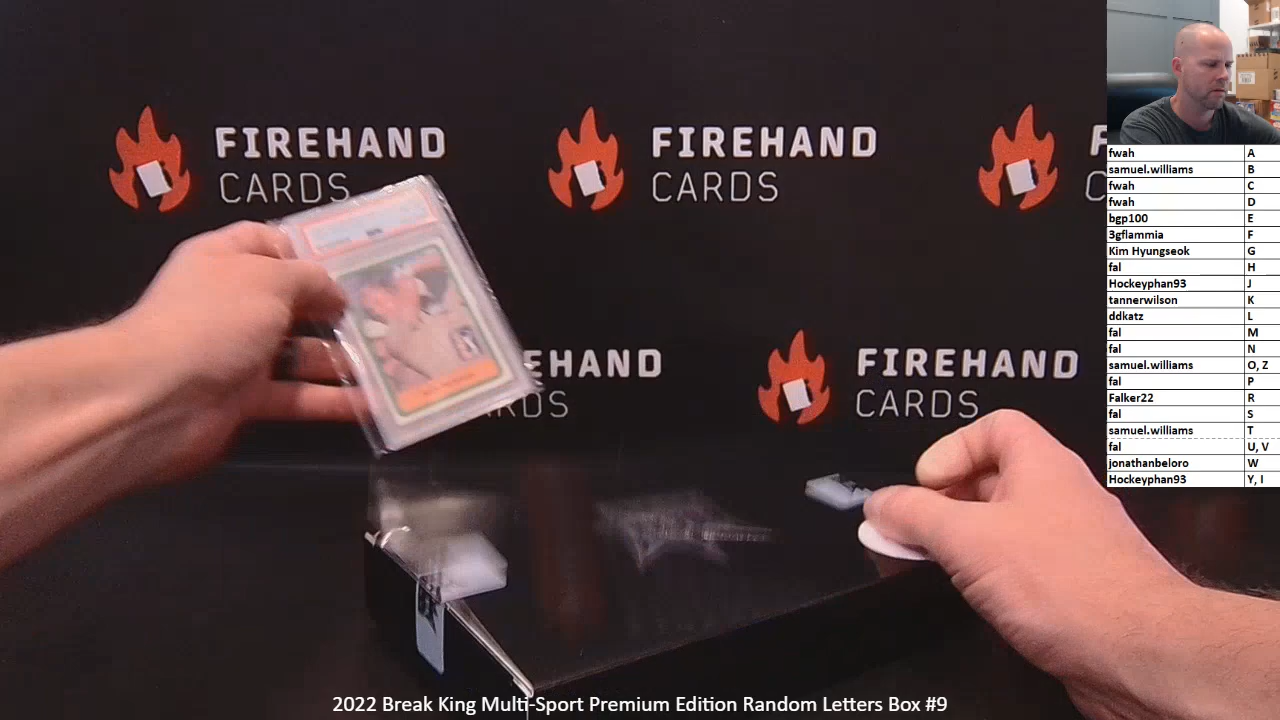 FIREHAND
CARDS
FIREHAND
CARDS
FIREHAND
CARDS
fwah A
samuel.williams B
fwah C
fwah D
bgp100 E
3gflammia F
Kim Hyungseok G
fal H
Hockeyphan93 J
tannerwilson K
ddkatz L
fal M
fal N
samuel.williams O, Z
fal P
Falker22 R
fal S
samuel.williams T
fal U, V
jonathanbeloro W
Hockeyphan93 Y, I
2022 Break King Multi-Sport Premium Edition Random Letters Box #9